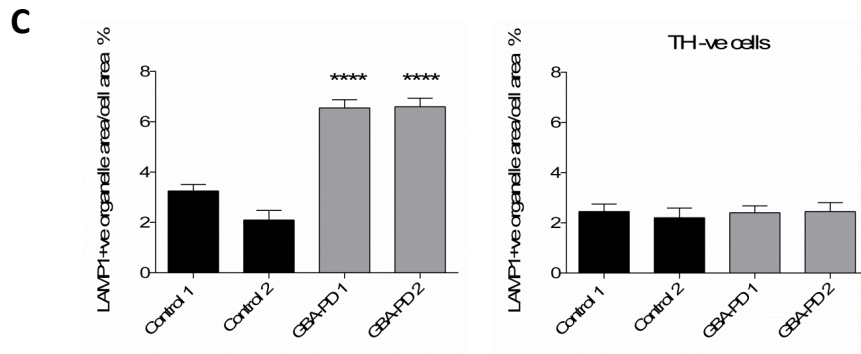 C
LAMP1+ve organelle area/cell area %
8
6
4
2
0
**** ****
Control 1
Control 2
GBA-PD 1
GBA-PD 2
TH -ve cells
LAMP1+ve organelle area/cell area %
8
6
4
2
0
Control 1
Control 2
GBA-PD 1
GBA-PD 2